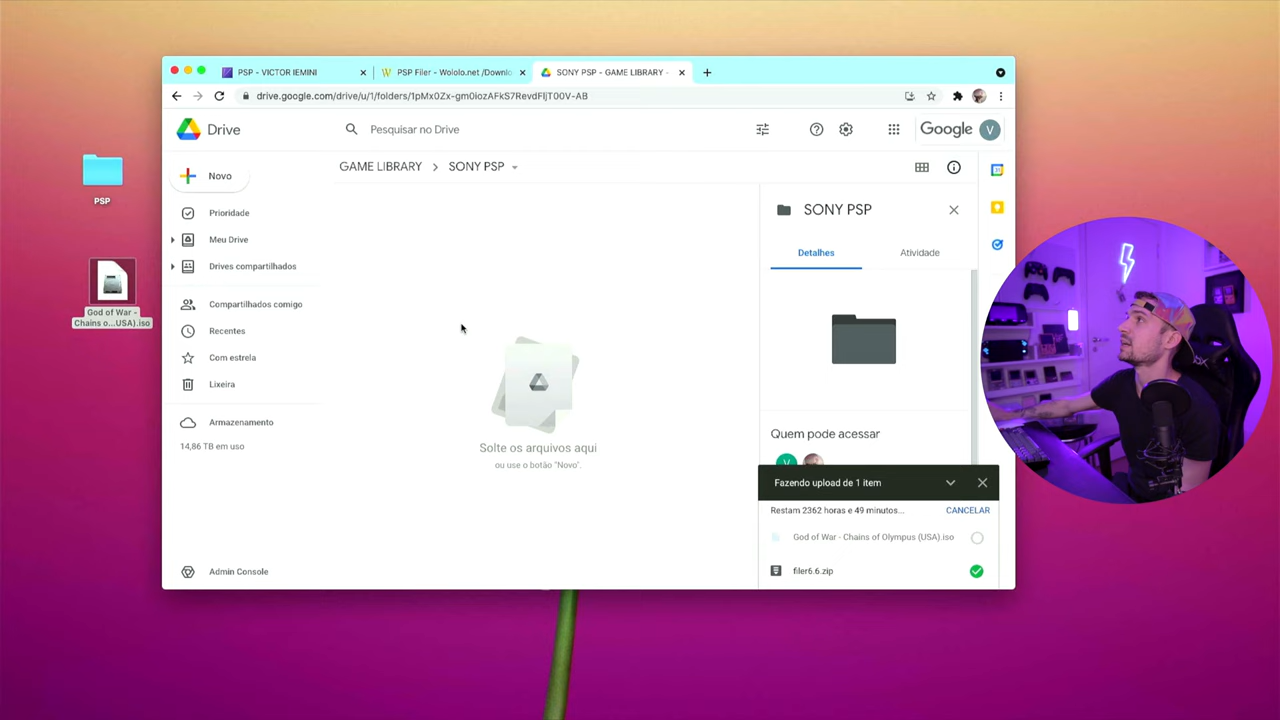 PSP - VICTOR IEMINI
PSP Filer - Wololo.net /Downlo
SONY PSP - GAME LIBRARY -
drive.google.com/drive/u/1/folders/1pMx0Zx-gm0iozAFkS7RevdFIjT00V-AB
Drive
Pesquisar no Drive
Google
V
Novo
GAME LIBRARY
SONY PSP
Prioridade
Meu Drive
Drives compartilhados
Compartilhados comigo
Recentes
Com estrela
Lixeira
Armazenamento
14,86 TB em uso
Admin Console
Solte os arquivos aqui
ou use o botão "Novo".
SONY PSP
Detalhes
Atividade
Quem pode acessar
V
Fazendo upload de 1 item
Restam 2362 horas e 49 minutos...
CANCELAR
God of War - Chains of Olympus (USA).iso
filer6.6.zip
PSP
God of War -
Chains o...USA).iso